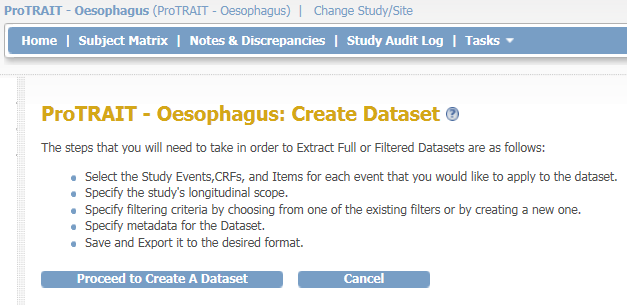 ProTRAIT - Oesophagus (ProTRAIT - Oesophagus) | Change Study/Site
Home | Subject Matrix | Notes & Discrepancies | Study Audit Log | Tasks
ProTRAIT - Oesophagus: Create Dataset ?
The steps that you will need to take in order to Extract Full or Filtered Datasets are as follows:
Select the Study Events,CRFs, and Items for each event that you would like to apply to the dataset.
Specify the study's longitudinal scope.
Specify filtering criteria by choosing from one of the existing filters or by creating a new one.
Specify metadata for the Dataset.
Save and Export it to the desired format.
Proceed to Create A Dataset Cancel